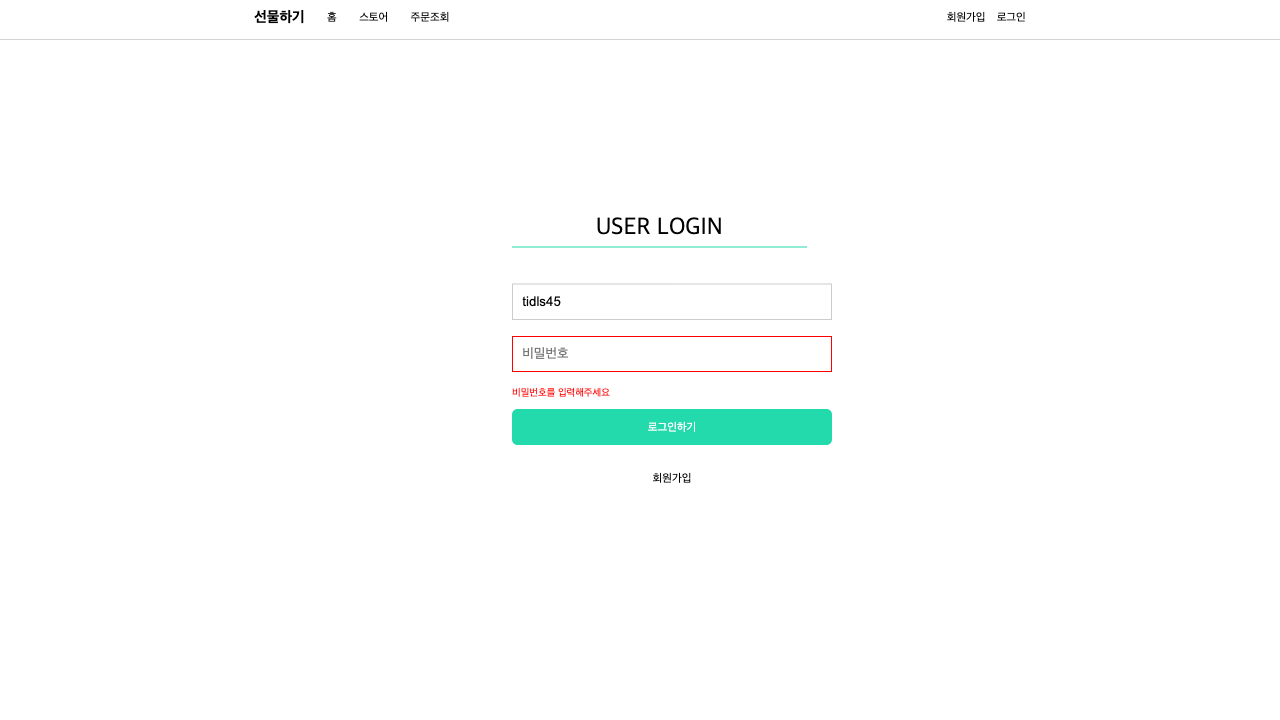 선물하기 홈 스토어 주문조회 회원가입 로그인
USER LOGIN
tidls45
비밀번호
비밀번호를 입력해주세요
로그인하기
회원가입